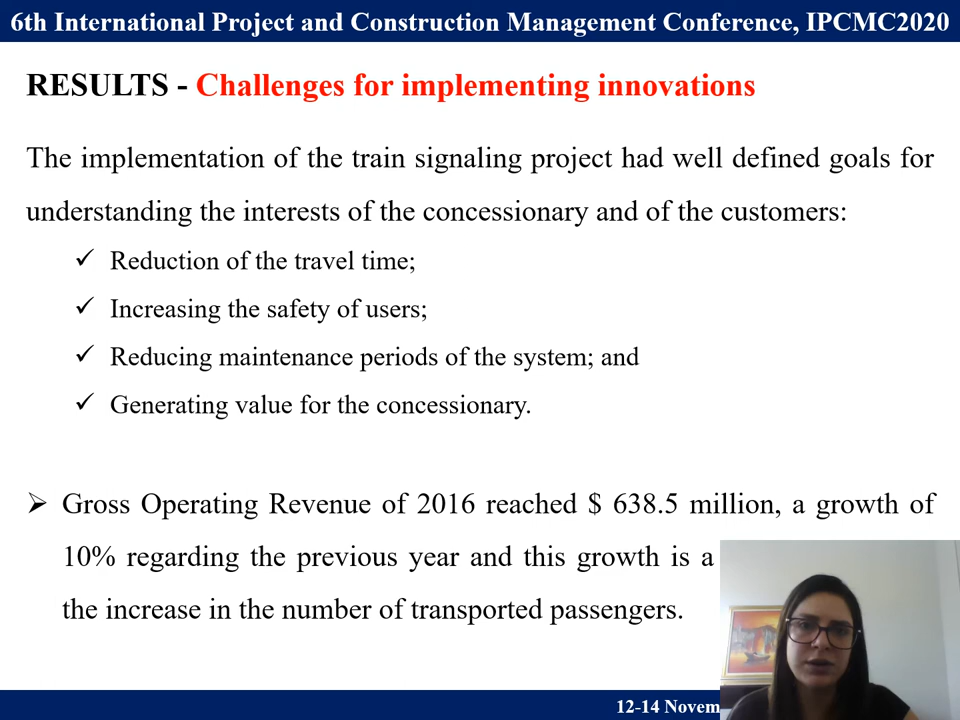 6th International Project and Construction Management Conference, IPCMC2020
RESULTS - Challenges for implementing innovations
The implementation of the train signaling project had well defined goals for
understanding the interests of the concessionary and of the customers:
✓ Reduction of the travel time;
✓ Increasing the safety of users;
✓ Reducing maintenance periods of the system; and
✓ Generating value for the concessionary.
➤ Gross Operating Revenue of 2016 reached $ 638.5 million, a growth of
10% regarding the previous year and this growth is a
the increase in the number of transported passengers.
12-14